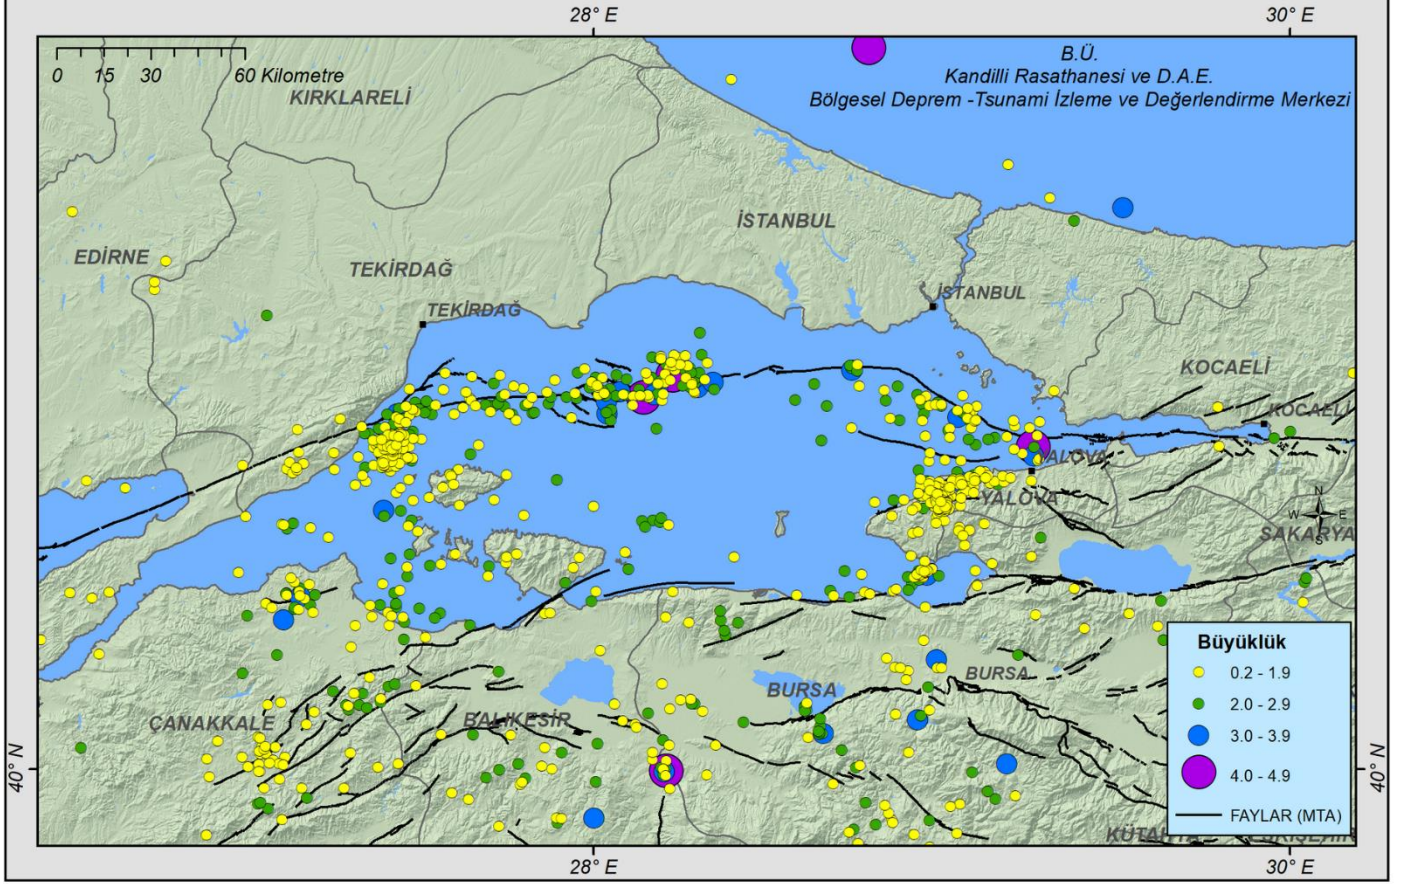 28° E
30° E
0 15 30 60 Kilometre
B.Ü.
Kandilli Rasathanesi ve D.A.E.
Bölgesel Deprem -Tsunami İzleme ve Değerlendirme Merkezi
KIRKLARELİ
İSTANBUL
EDİRNE
TEKİRDAĞ
İSTANBUL
TEKİRDAĞ
KOCAELİ
KOCAELİ
YALOVA
YALOVA
N
W E
S
SAKARYA
Büyüklük
0.2 - 1.9
2.0 - 2.9
3.0 - 3.9
4.0 - 4.9
FAYLAR (MTA)
BURSA
BURSA
ÇANAKKALE
BALIKESİR
40° N
40° N
28° E
30° E